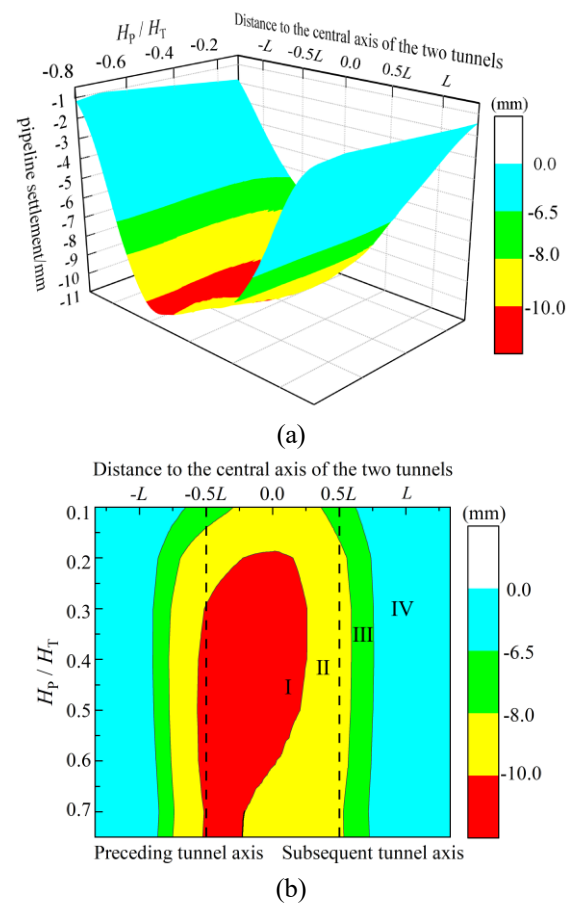 H_P / H_T
Distance to the central axis of the two tunnels
-0.8 -0.6 -0.4 -0.2
-L -0.5L 0.0 0.5L L
pipeline settlement/mm
-1
-2
-3
-4
-5
-6
-7
-8
-9
-10
-11
(mm)
0.0
-6.5
-8.0
-10.0
(a)
Distance to the central axis of the two tunnels
-L -0.5L 0.0 0.5L L
H_P / H_T
0.1
0.2
0.3
0.4
0.5
0.6
0.7
I II III IV
(mm)
0.0
-6.5
-8.0
-10.0
Preceding tunnel axis Subsequent tunnel axis
(b)